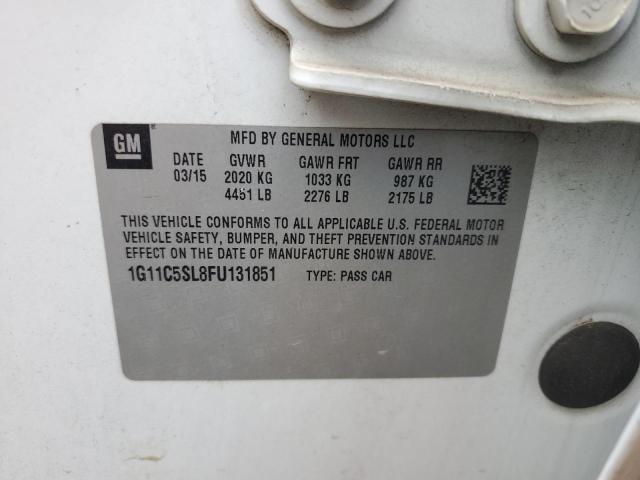 GM
MFD BY GENERAL MOTORS LLC
DATE GVWR GAWR FRT GAWR RR
03/15 2020 KG 1033 KG 987 KG
4451 LB 2276 LB 2175 LB
THIS VEHICLE CONFORMS TO ALL APPLICABLE U.S. FEDERAL MOTOR
VEHICLE SAFETY, BUMPER, AND THEFT PREVENTION STANDARDS IN
EFFECT ON THE DATE OF MANUFACTURE SHOWN ABOVE.
1G11C5SL8FU131851 TYPE: PASS CAR